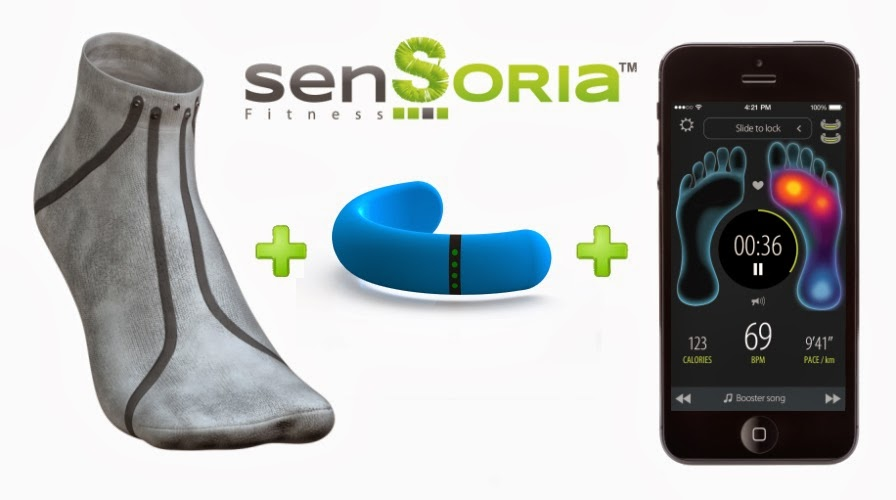 senSoria™
Fitness
4:21 PM 100%
Slide to lock
00:36
123 69 9'41"
CALORIES BPM PACE / km
Booster song